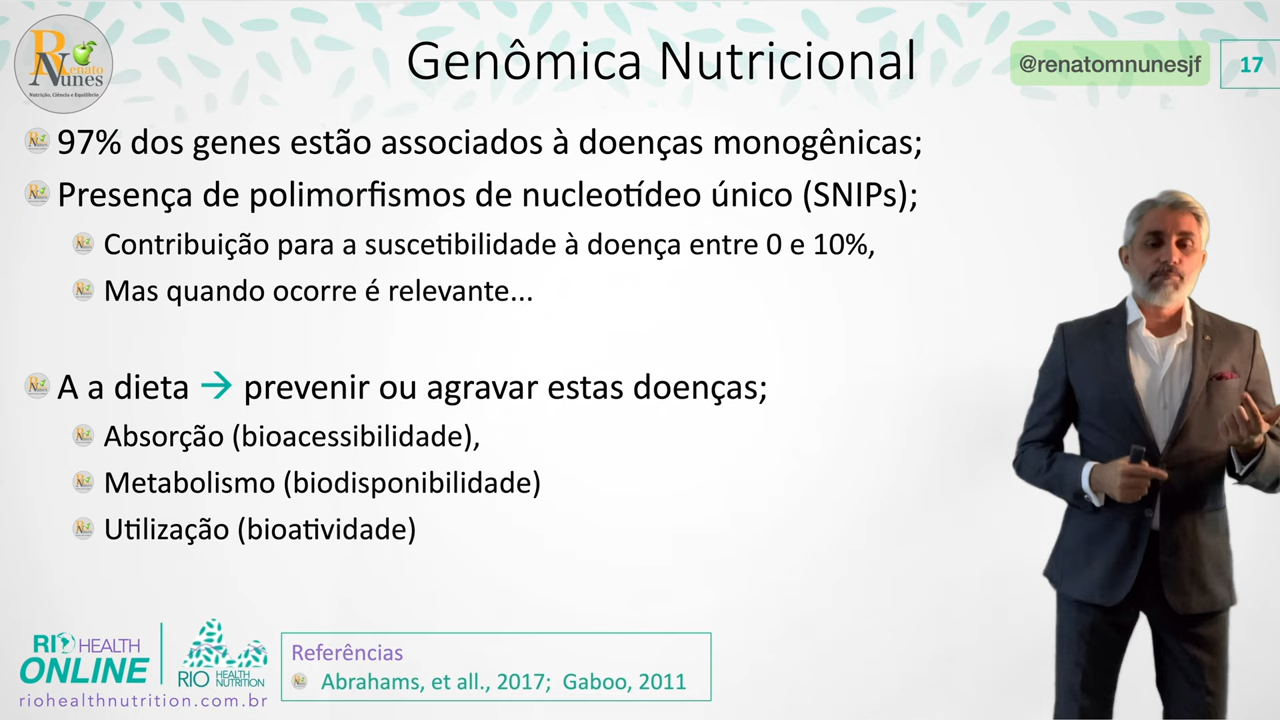 Renato
Nunes
Nutrição, Ciência e Equilíbrio
Genômica Nutricional
@renatomnunesjf
17
97% dos genes estão associados à doenças monogênicas;
Presença de polimorfismos de nucleotídeo único (SNIPs);
Contribuição para a suscetibilidade à doença entre 0 e 10%,
Mas quando ocorre é relevante...
A a dieta → prevenir ou agravar estas doenças;
Absorção (bioacessibilidade),
Metabolismo (biodisponibilidade)
Utilização (bioatividade)
RIO HEALTH
ONLINE
RIO HEALTH NUTRITION
riohealthnutrition.com.br
Referências
Abrahams, et all., 2017; Gaboo, 2011